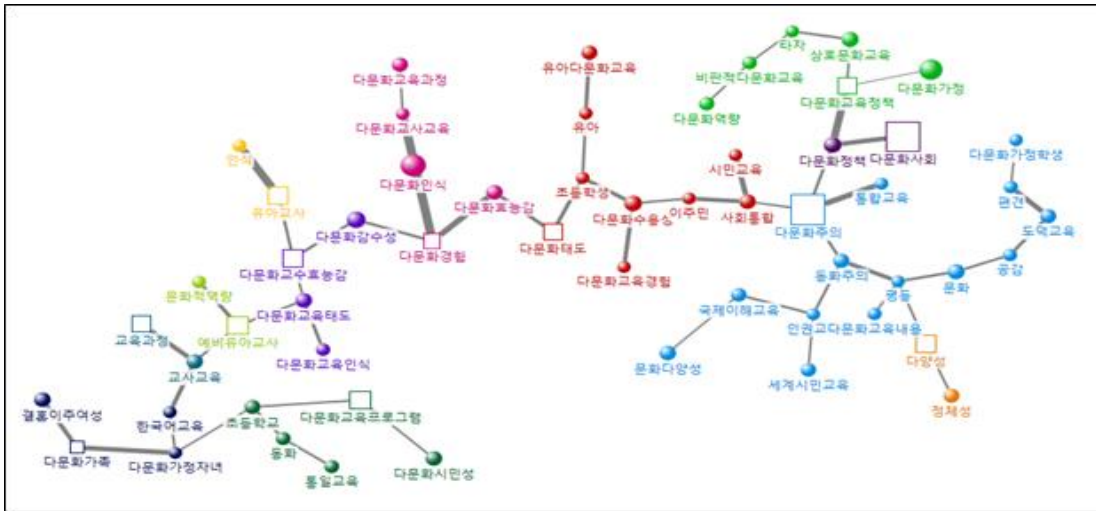 타자
상호문화교육
유아다문화교육
다문화교육과정
비판적다문화교육
다문화가정
다문화교육정책
다문화역량
유아
다문화교사교육
다문화정책
다문화사회
다문화가정학생
인식
시민교육
다문화인식
초등학생
통합교육
편견
유아교사
다문화효능감
다문화수용성
이주민
사회통합
다문화주의
도덕교육
다문화감수성
다문화경험
다문화태도
다문화교수효능감
다문화교육경험
동화주의
공감
문화
평등
문화적역량
다문화교육태도
국제이해교육
인권교
다문화교육내용
교육과정
예비유아교사
다문화교육인식
다양성
교사교육
문화다양성
세계시민교육
정체성
결혼이주여성
한국어교육
초등학교
다문화교육프로그램
동화
다문화가족
다문화가정자녀
통일교육
다문화시민성